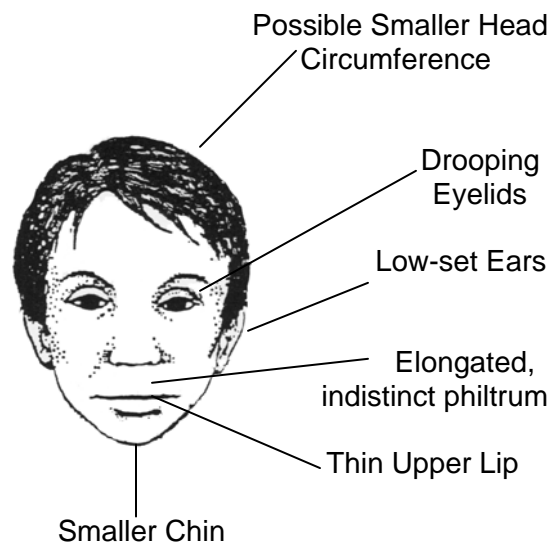 Possible Smaller Head
Circumference
Drooping
Eyelids
Low-set Ears
Elongated,
indistinct philtrum
Thin Upper Lip
Smaller Chin